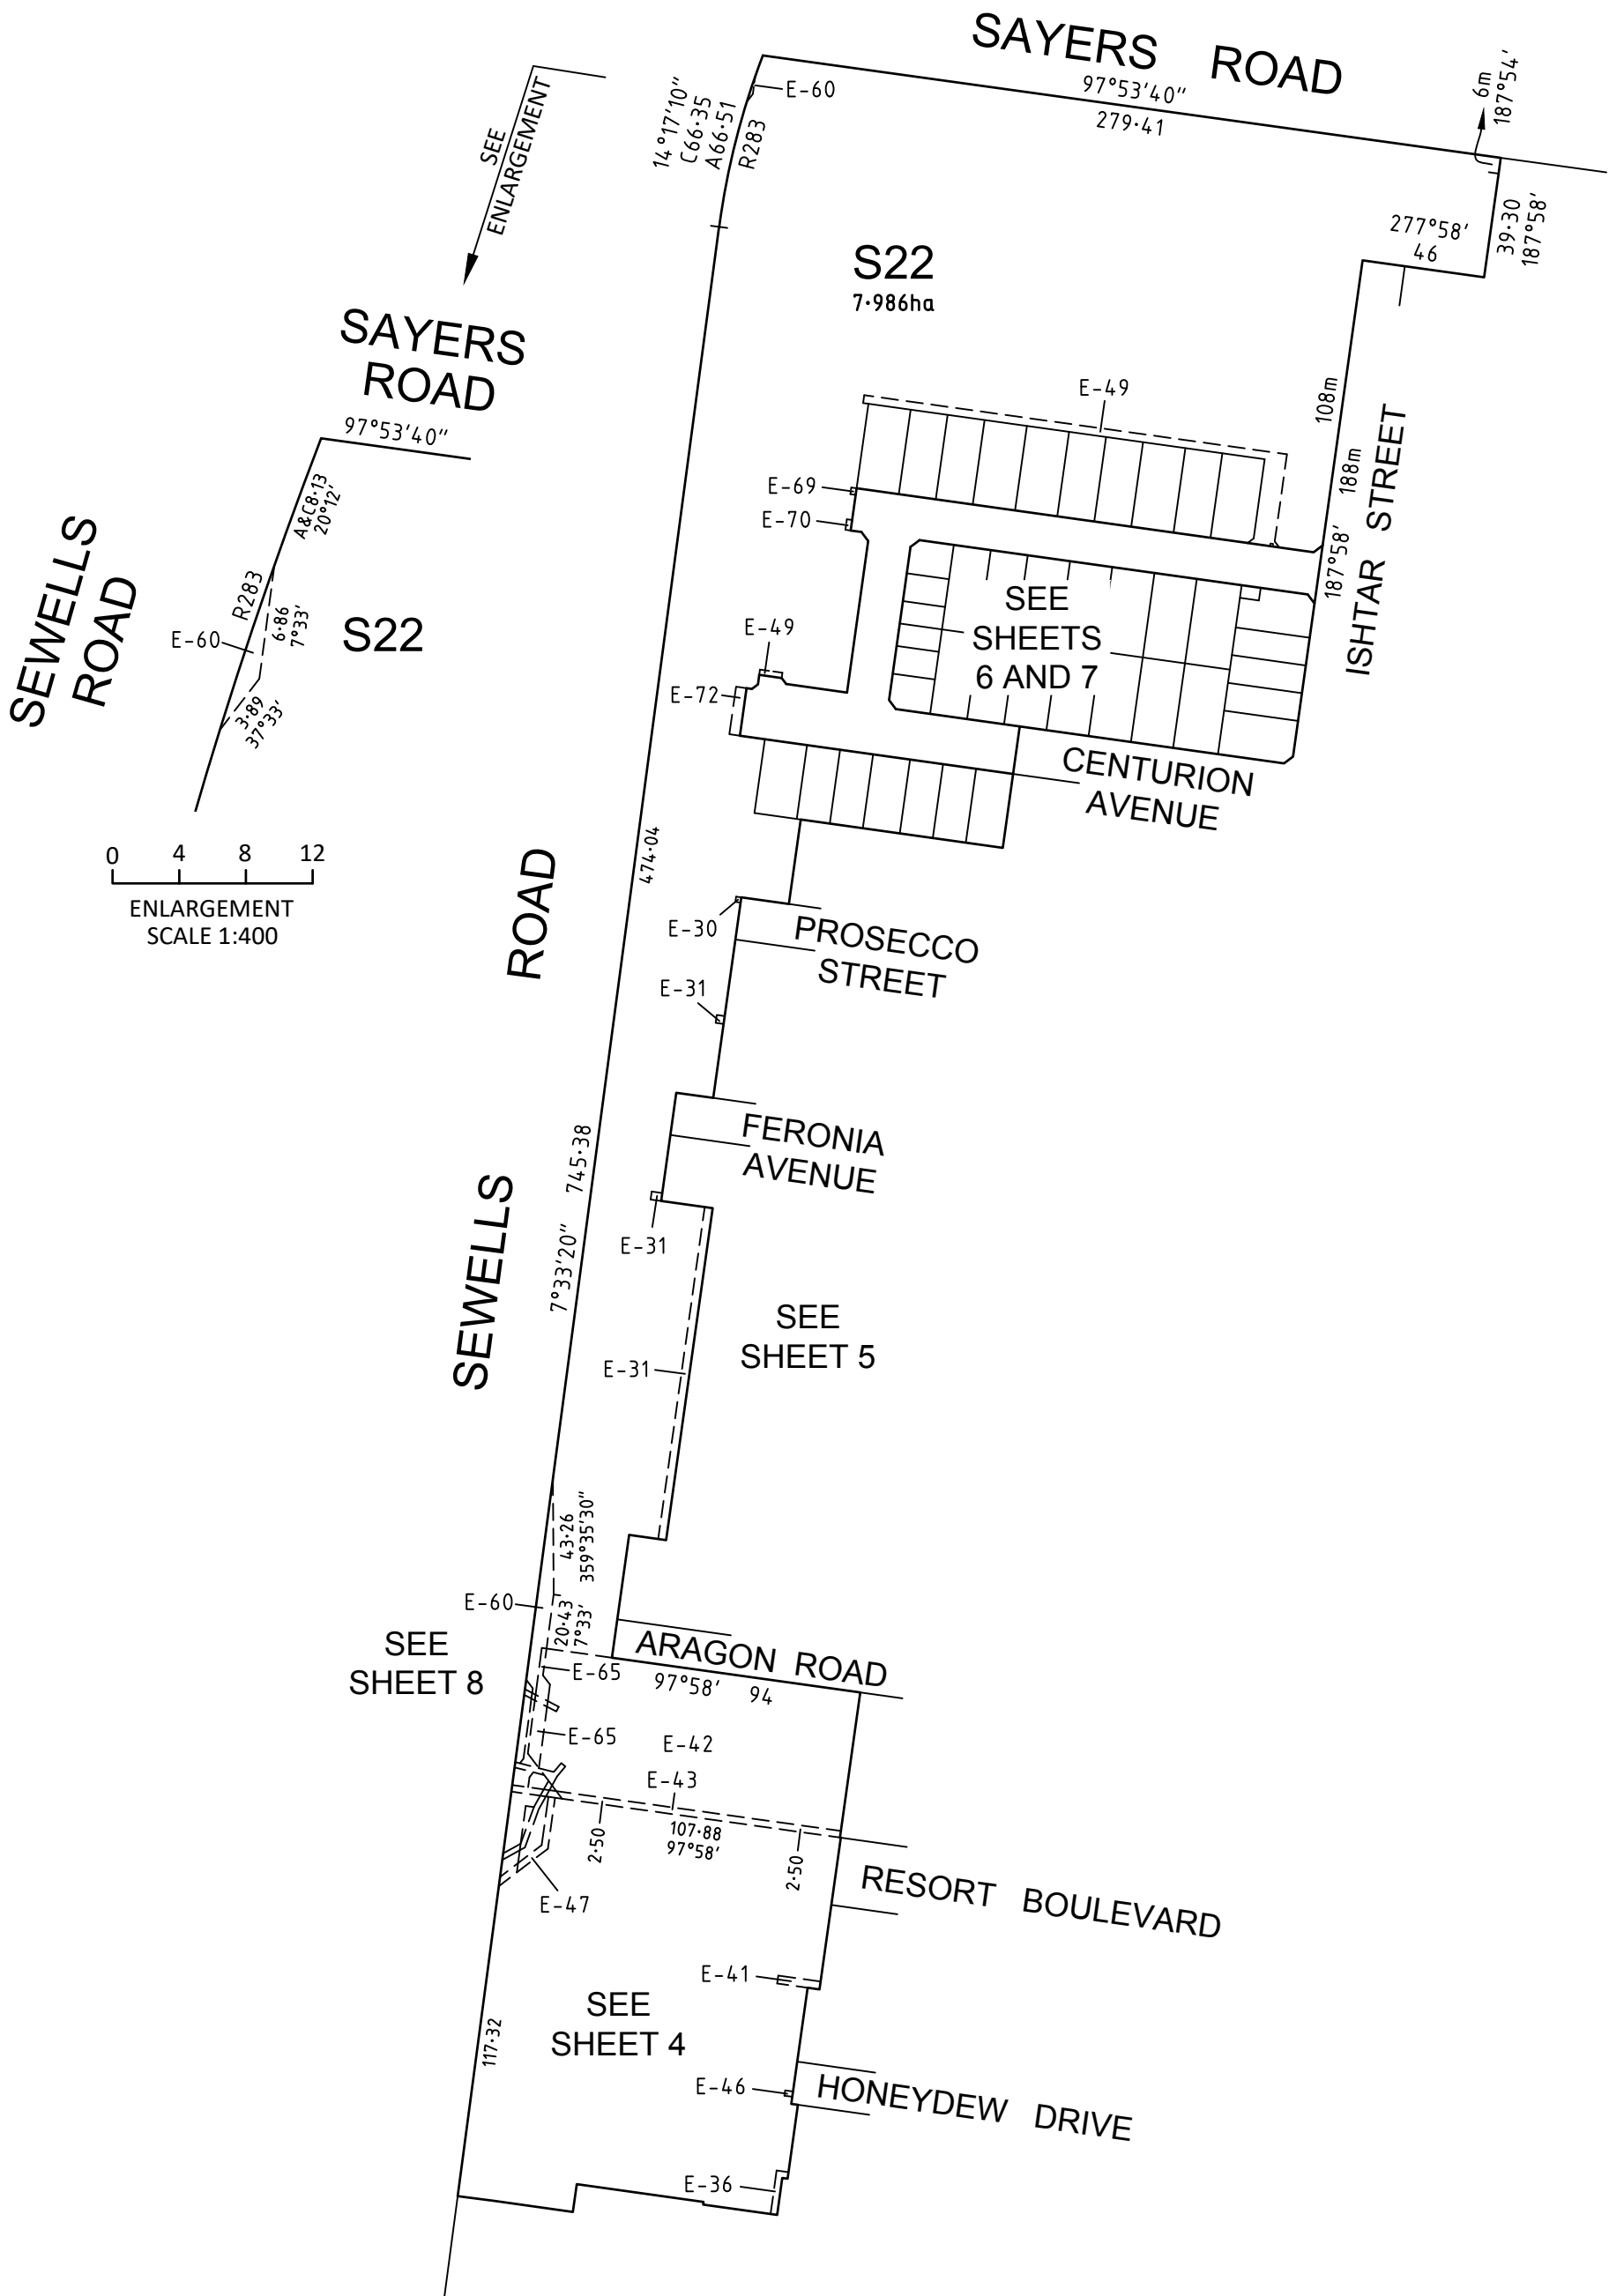 SAYERS ROAD
97°53'40"
279·41
6m
187°54'
39·30
187°58'
277°58'
46
SEE
ENLARGEMENT
14°17'10"
C66·35
A66·51
R283
E-60
S22
7·986ha
SAYERS
ROAD
97°53'40"
A&C8·13
20°12'
R283
6·86
7°33'
E-60
3·89
37°33'
S22
SEWELLS
ROAD
0 4 8 12
ENLARGEMENT
SCALE 1:400
E-49
108m
188m
187°58'
ISHTAR STREET
E-69
E-70
SEE
SHEETS
6 AND 7
E-49
E-72
CENTURION
AVENUE
474·04
E-30
PROSECCO
STREET
E-31
FERONIA
AVENUE
SEWELLS ROAD
7°33'20" 745·38
E-31
SEE
SHEET 5
E-31
43·26
359°35'30"
E-60
20·43
7°33'
SEE
SHEET 8
ARAGON ROAD
97°58' 94
E-65
E-65
E-42
E-43
2·50
107·88
97°58'
2·50
E-47
RESORT BOULEVARD
E-41
SEE
SHEET 4
117·32
E-46
HONEYDEW DRIVE
E-36